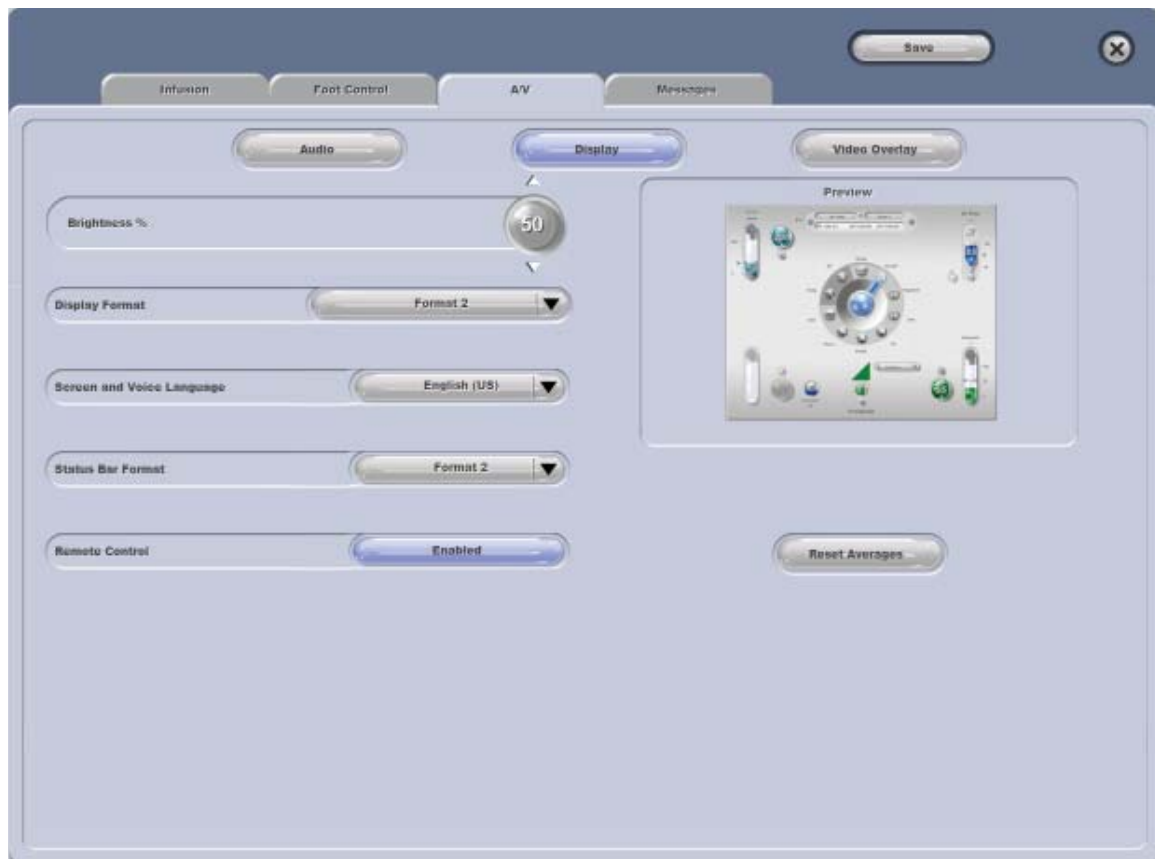 Save
Infusion
Foot Control
A/V
Messages
Audio
Display
Video Overlay
Brightness %
50
Preview
Display Format
Format 2
Screen and Voice Language
English (US)
Status Bar Format
Format 2
Remote Control
Enabled
Reset Averages